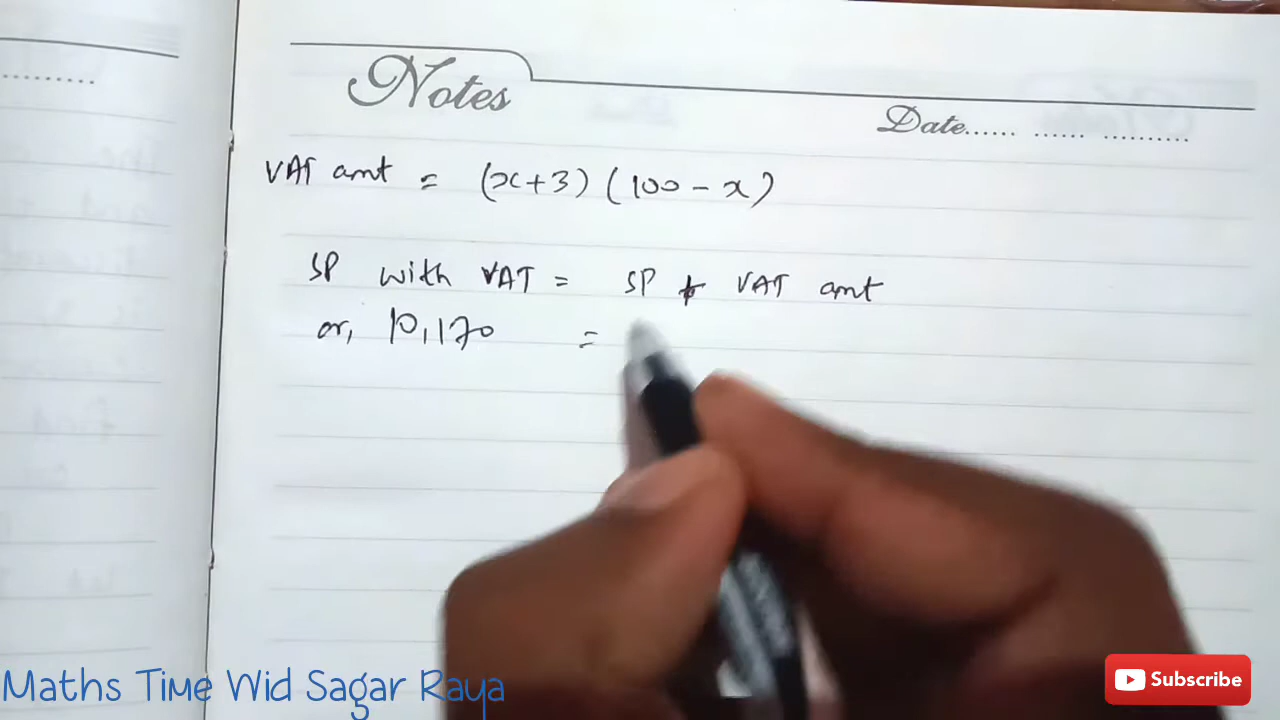 Notes
Date...... ...... ..........
VAT amt = (x+3) (100 - x)
SP with VAT = SP + VAT amt
or, 10,170 =
Maths Time Wid Sagar Raya
Subscribe